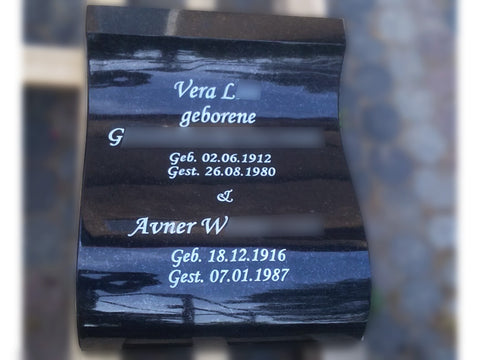 Vera L
geborene
G
Geb. 02.06.1912
Gest. 26.08.1980
&
Avner W
Geb. 18.12.1916
Gest. 07.01.1987